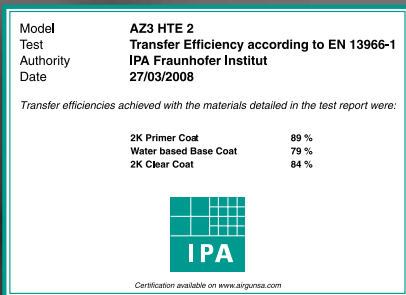 Model AZ3 HTE 2
Test Transfer Efficiency according to EN 13966-1
Authority IPA Fraunhofer Institut
Date 27/03/2008
Transfer efficiencies achieved with the materials detailed in the test report were:
2K Primer Coat 89 %
Water based Base Coat 79 %
2K Clear Coat 84 %
IPA
Certification available on www.airgunsa.com